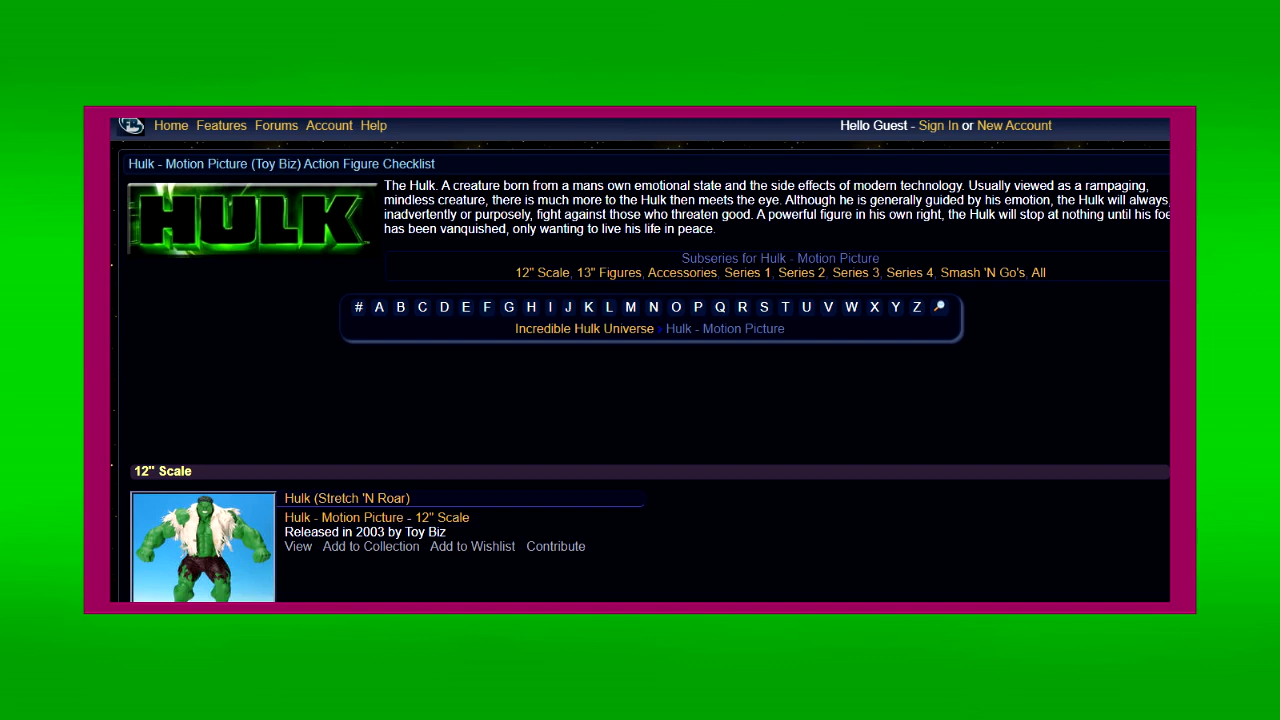 Home Features Forums Account Help Hello Guest - Sign In or New Account
Hulk - Motion Picture (Toy Biz) Action Figure Checklist
HULK
The Hulk. A creature born from a mans own emotional state and the side effects of modern technology. Usually viewed as a rampaging,
mindless creature, there is much more to the Hulk then meets the eye. Although he is generally guided by his emotion, the Hulk will always,
inadvertently or purposely, fight against those who threaten good. A powerful figure in his own right, the Hulk will stop at nothing until his foe
has been vanquished, only wanting to live his life in peace.
Subseries for Hulk - Motion Picture
12" Scale, 13" Figures, Accessories, Series 1, Series 2, Series 3, Series 4, Smash 'N Go's, All
# A B C D E F G H I J K L M N O P Q R S T U V W X Y Z
Incredible Hulk Universe › Hulk - Motion Picture
12" Scale
Hulk (Stretch 'N Roar)
Hulk - Motion Picture - 12" Scale
Released in 2003 by Toy Biz
View Add to Collection Add to Wishlist Contribute